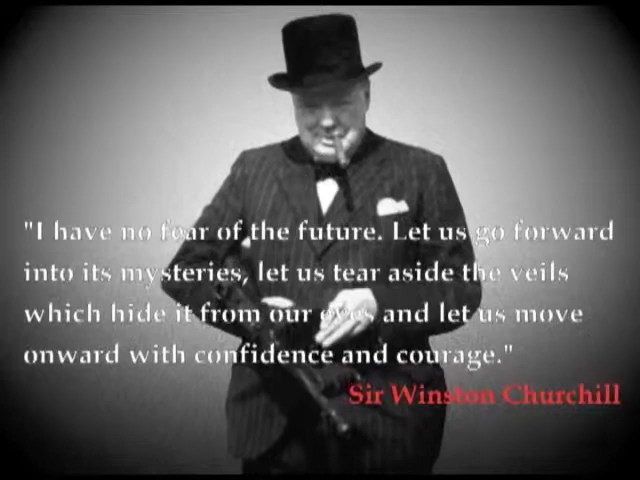 "I have no fear of the future. Let us go forward
into its mysteries, let us tear aside the veils
which hide it from our eyes and let us move
onward with confidence and courage."
Sir Winston Churchill